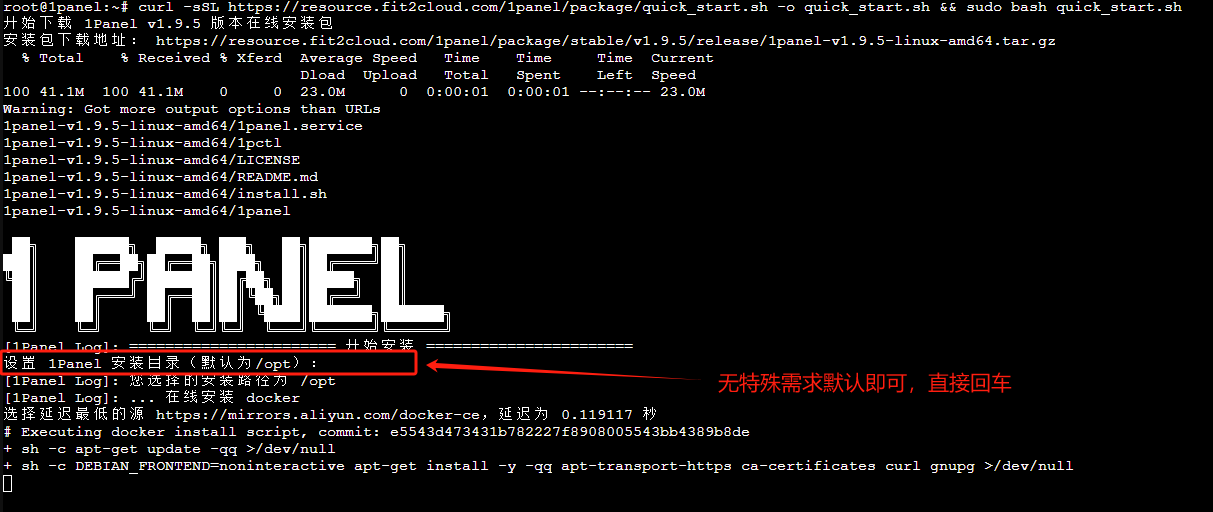 root@1panel:~# curl -sSL https://resource.fit2cloud.com/1panel/package/quick_start.sh -o quick_start.sh && sudo bash quick_start.sh
开始下载 1Panel v1.9.5 版本在线安装包
安装包下载地址： https://resource.fit2cloud.com/1panel/package/stable/v1.9.5/release/1panel-v1.9.5-linux-amd64.tar.gz
% Total % Received % Xferd Average Speed Time Time Time Current
Dload Upload Total Spent Left Speed
100 41.1M 100 41.1M 0 0 23.0M 0 0:00:01 0:00:01 --:--:-- 23.0M
Warning: Got more output options than URLs
1panel-v1.9.5-linux-amd64/1panel.service
1panel-v1.9.5-linux-amd64/1pctl
1panel-v1.9.5-linux-amd64/LICENSE
1panel-v1.9.5-linux-amd64/README.md
1panel-v1.9.5-linux-amd64/install.sh
1panel-v1.9.5-linux-amd64/1panel
1 PANEL
[1Panel Log]: ======================= 开始安装 =======================
设置 1Panel 安装目录（默认为/opt）:
[1Panel Log]: 您选择的安装路径为 /opt
无特殊需求默认即可，直接回车
[1Panel Log]: ... 在线安装 docker
选择延迟最低的源 https://mirrors.aliyun.com/docker-ce，延迟为 0.119117 秒
# Executing docker install script, commit: e5543d473431b782227f8908005543bb4389b8de
+ sh -c apt-get update -qq >/dev/null
+ sh -c DEBIAN_FRONTEND=noninteractive apt-get install -y -qq apt-transport-https ca-certificates curl gnupg >/dev/null